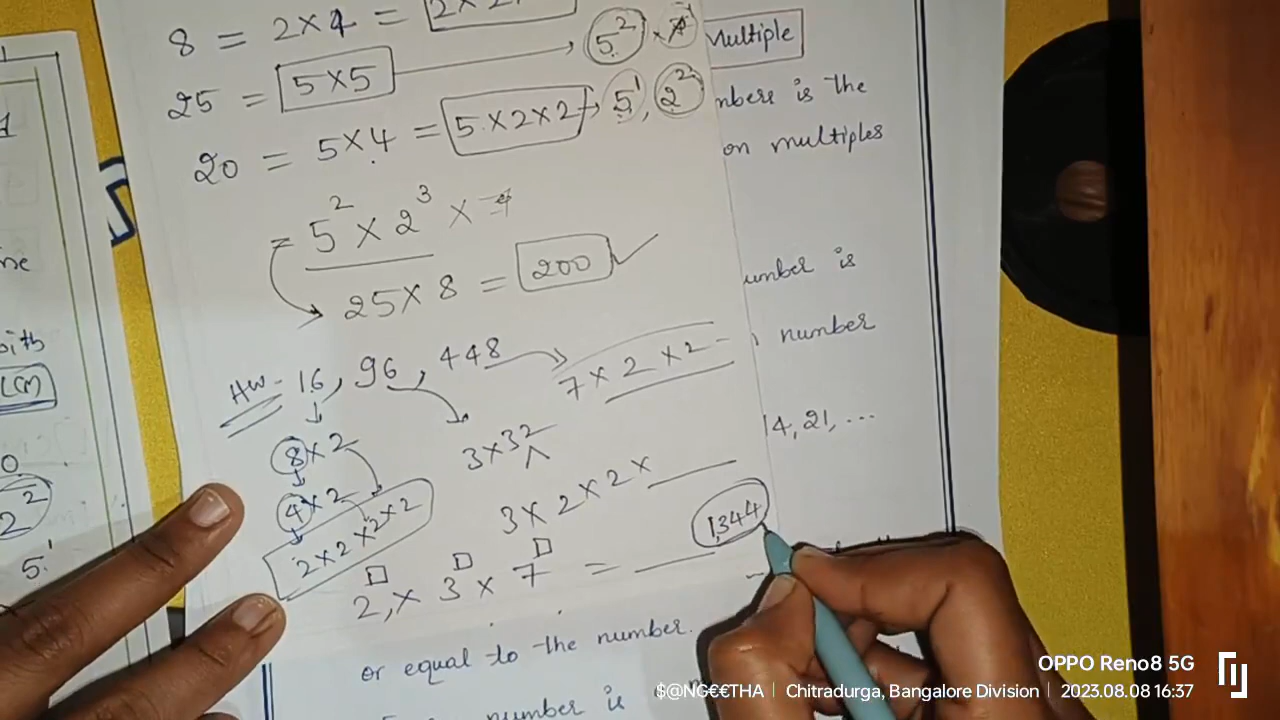 8 = 2×4 =
5² × Multiple
25 = 5×5
nbers is the
20 = 5×4 = 5×2×2 → 5¹, 2²
on multiples
= 5² × 2³ ×
25×8 = 200 ✓
umber is
number
HW - 16, 96, 448
7×2×2
14, 21, ...
8×2
3×32
4×2
3×2×2×
2×2×2×2
1344
2, × 3 × 7 =
or equal to the number.
number is
5¹
OPPO Reno8 5G
$@NG€€THA | Chitradurga, Bangalore Division | 2023.08.08 16:37